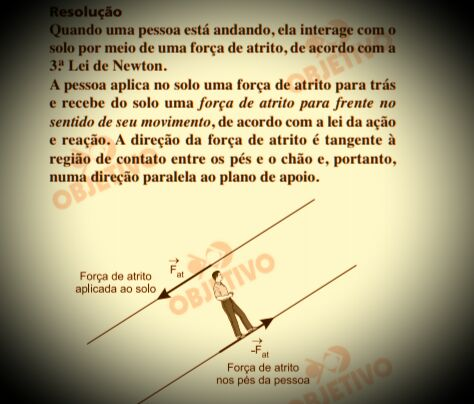 Resolução
Quando uma pessoa está andando, ela interage com o
solo por meio de uma força de atrito, de acordo com a
3ª Lei de Newton.
A pessoa aplica no solo uma força de atrito para trás
e recebe do solo uma força de atrito para frente no
sentido de seu movimento, de acordo com a lei da ação
e reação. A direção da força de atrito é tangente à
região de contato entre os pés e o chão e, portanto,
numa direção paralela ao plano de apoio.
OBJETIVO
OBJETIVO
Força de atrito
aplicada ao solo
Fat
OBJETIVO
-Fat
Força de atrito
nos pés da pessoa
OBJETIVO